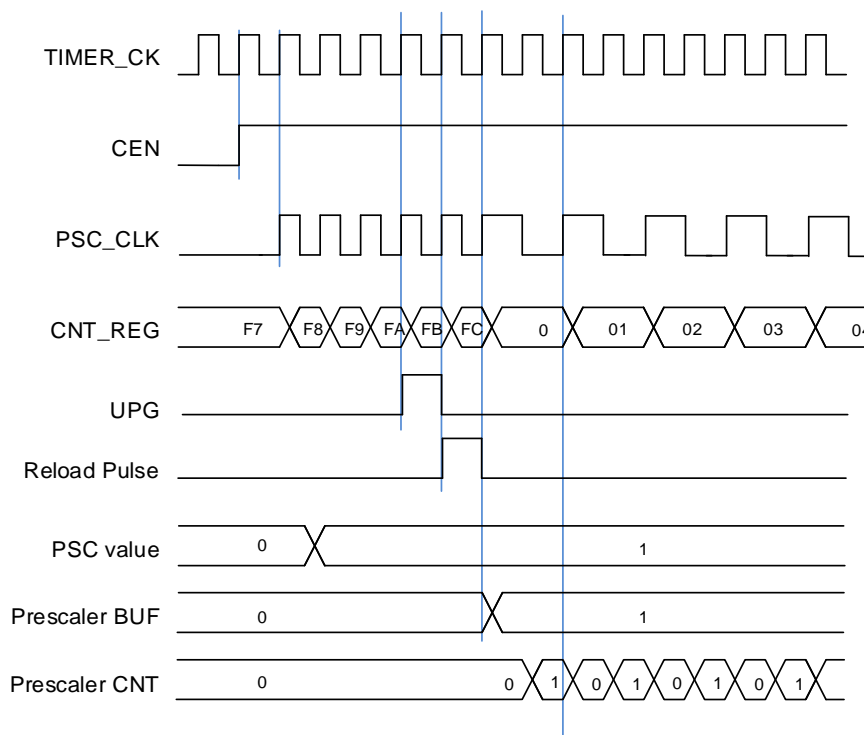 TIMER_CK
CEN
PSC_CLK
CNT_REG F7 F8 F9 FA FB FC 0 01 02 03 04
UPG
Reload Pulse
PSC value 0 1
Prescaler BUF 0 1
Prescaler CNT 0 0 1 0 1 0 1 0 1